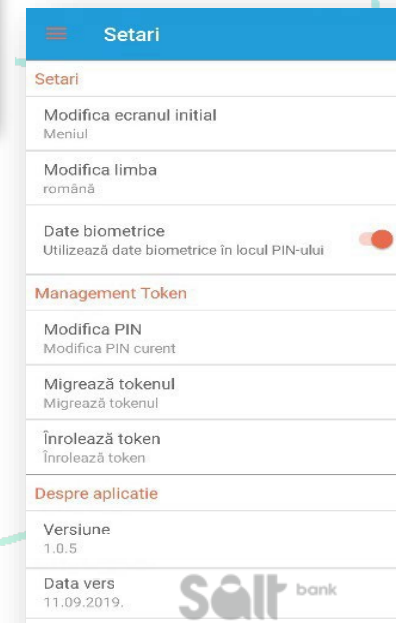 Setari
Setari
Modifica ecranul initial
Meniul
Modifica limba
română
Date biometrice
Utilizează date biometrice în locul PIN-ului
Management Token
Modifica PIN
Modifica PIN curent
Migrează tokenul
Migrează tokenul
Înrolează token
Înrolează token
Despre aplicatie
Versiune
1.0.5
Data vers
11.09.2019.
Salt bank